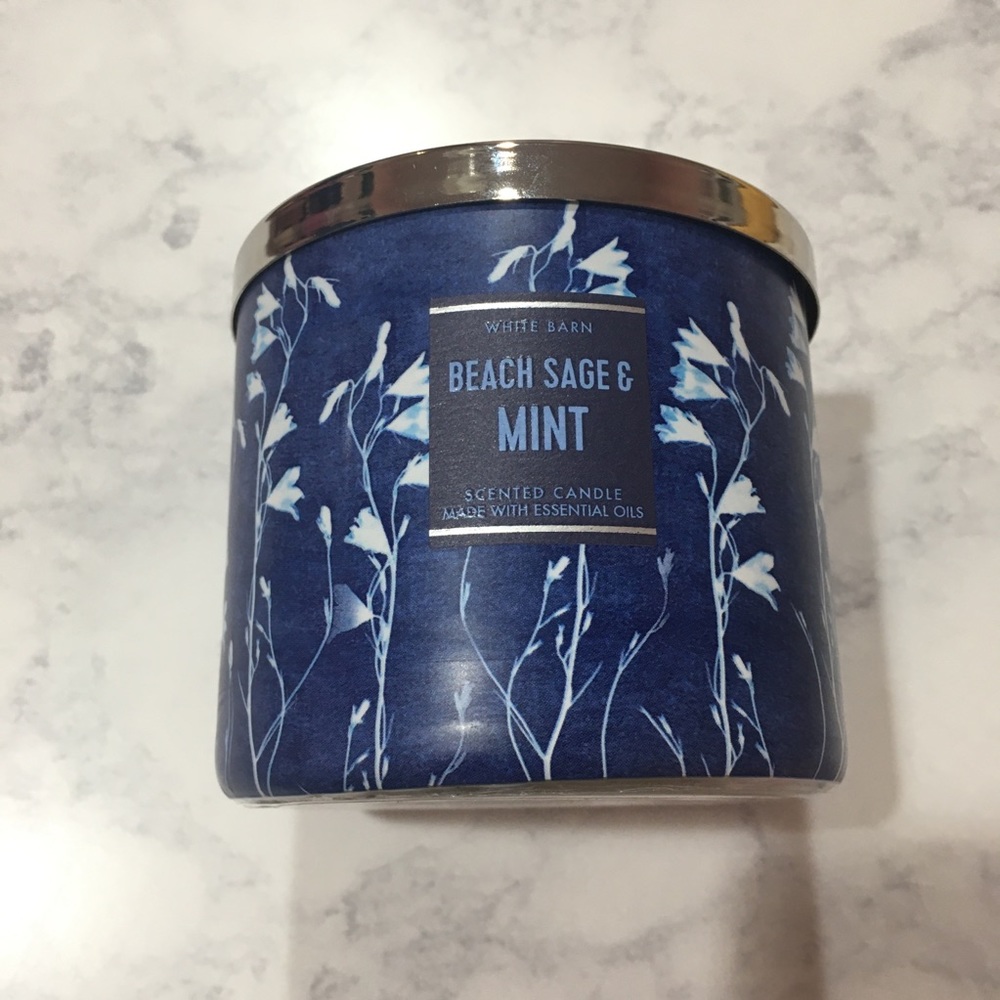 WHITE BARN
BEACH SAGE &
MINT
SCENTED CANDLE
MADE WITH ESSENTIAL OILS